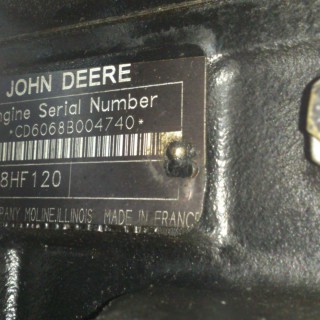 JOHN DEERE
ngine Serial Number
*CD6068B004740*
8HF120
PANY MOLINE,ILLINOIS MADE IN FRANCE